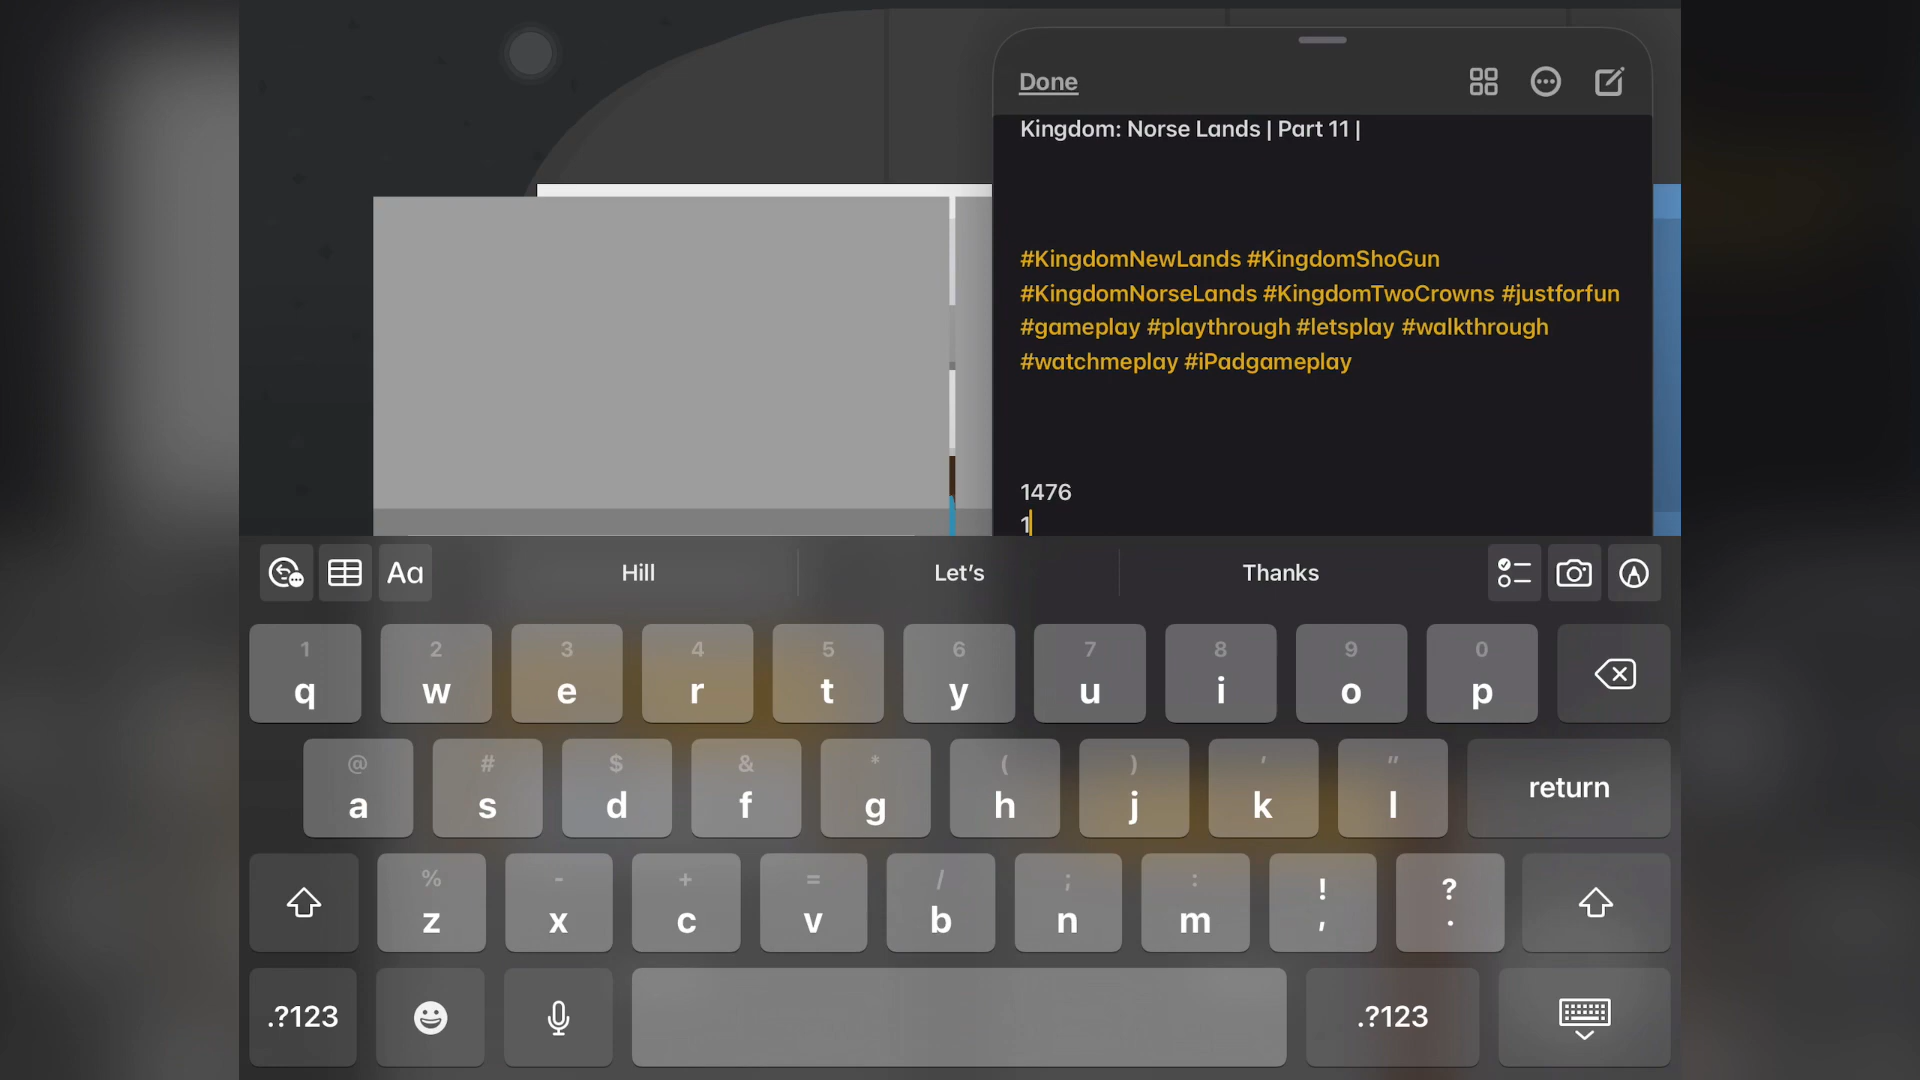 Done
Kingdom: Norse Lands | Part 11 |
#KingdomNewLands #KingdomShoGun
#KingdomNorseLands #KingdomTwoCrowns #justforfun
#gameplay #playthrough #letsplay #walkthrough
#watchmeplay #iPadgameplay
1476
1
Aa
Hill
Let's
Thanks
1 2 3 4 5 6 7 8 9 0
q w e r t y u i o p
@ # $ & * ( ) ' "
a s d f g h j k l return
% - + = / ; : ! ?
z x c v b n m , .
.?123 .?123